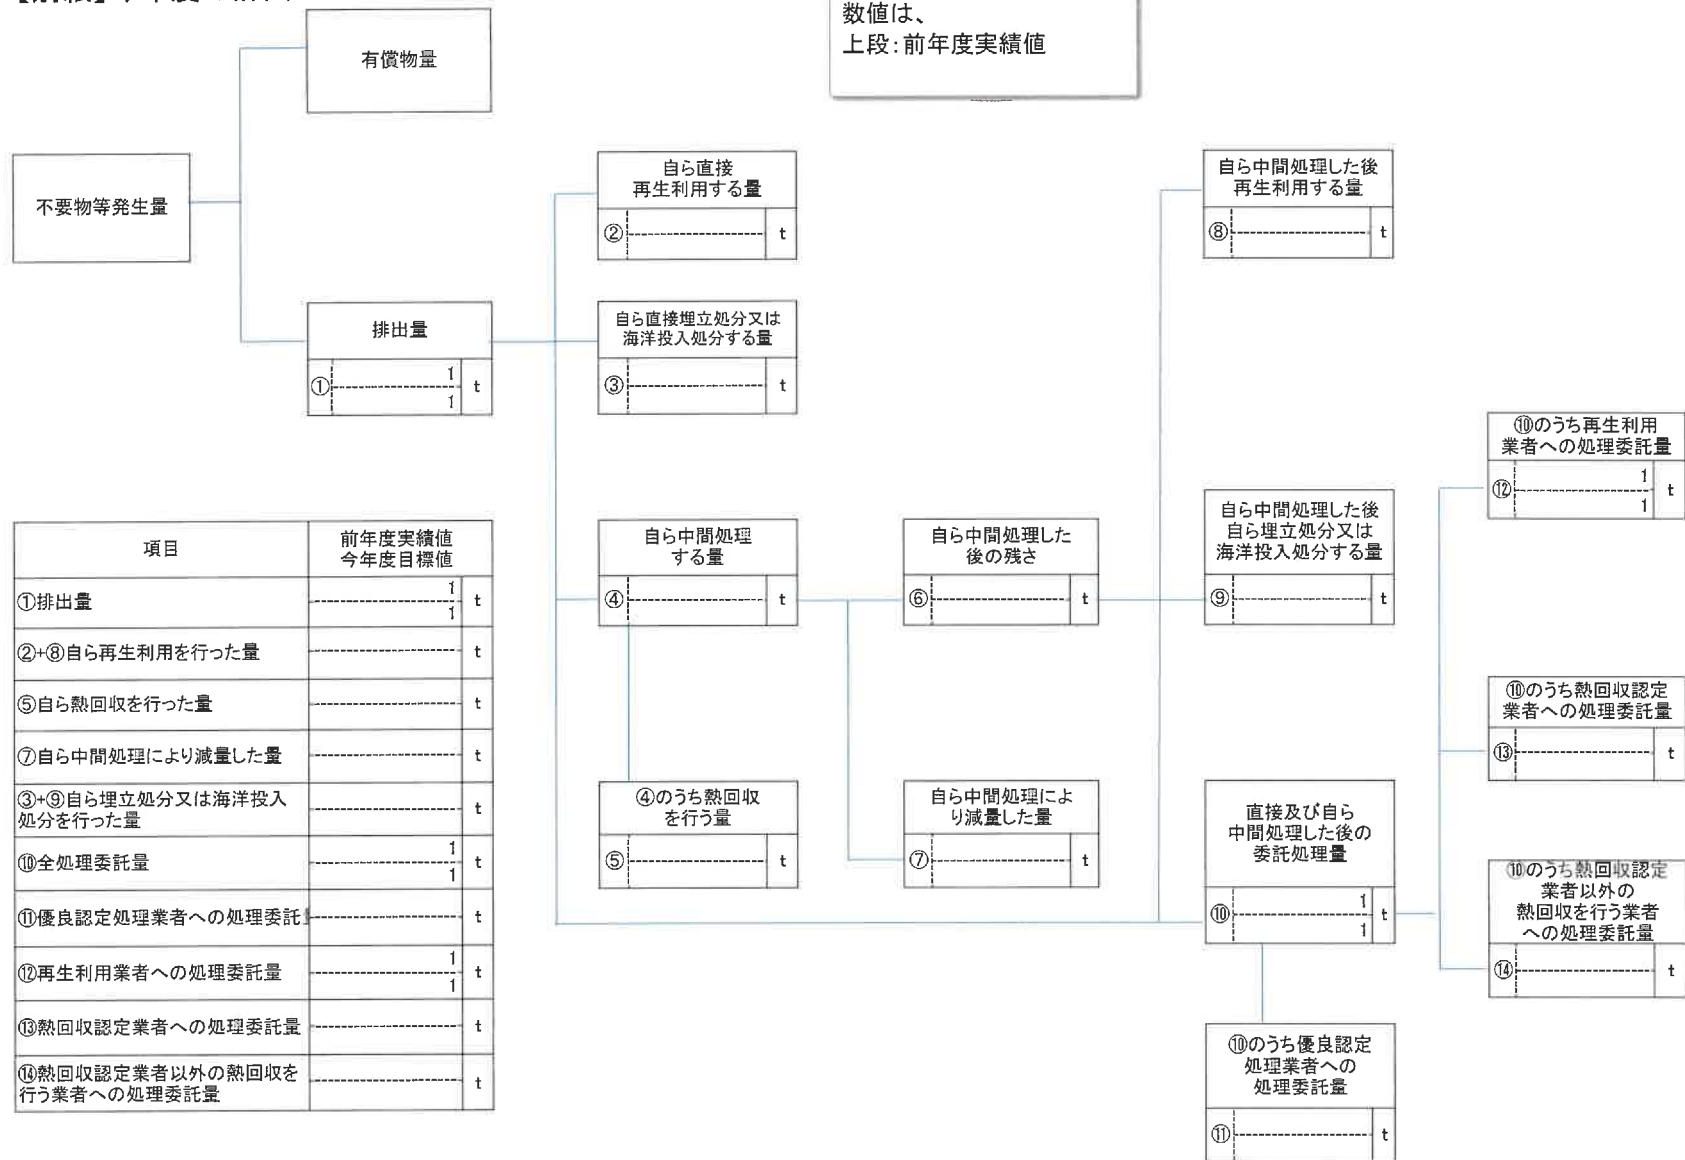 数値は、
上段:前年度実績値
有償物量
不要物等発生量
排出量
① 1 t
1
自ら直接
再生利用する量
② t
自ら直接埋立処分又は
海洋投入処分する量
③ t
自ら中間処理した後
再生利用する量
⑧ t
⑩のうち再生利用
業者への処理委託量
⑫ 1 t
1
自ら中間処理
する量
④ t
自ら中間処理した
後の残さ
⑥ t
自ら中間処理した後
自ら埋立処分又は
海洋投入処分する量
⑨ t
⑩のうち熱回収認定
業者への処理委託量
⑬ t
④のうち熱回収
を行う量
⑤ t
自ら中間処理によ
り減量した量
⑦ t
直接及び自ら
中間処理した後の
委託処理量
⑩ 1 t
1
⑩のうち熱回収認定
業者以外の
熱回収を行う業者
への処理委託量
⑭ t
⑩のうち優良認定
処理業者への
処理委託量
⑪ t
項目 前年度実績値
今年度目標値
①排出量 1 t
1
②+⑧自ら再生利用を行った量 t
⑤自ら熱回収を行った量 t
⑦自ら中間処理により減量した量 t
③+⑨自ら埋立処分又は海洋投入
処分を行った量 t
⑩全処理委託量 1 t
1
⑪優良認定処理業者への処理委託 t
⑫再生利用業者への処理委託量 1 t
1
⑬熱回収認定業者への処理委託量 t
⑭熱回収認定業者以外の熱回収を
行う業者への処理委託量 t